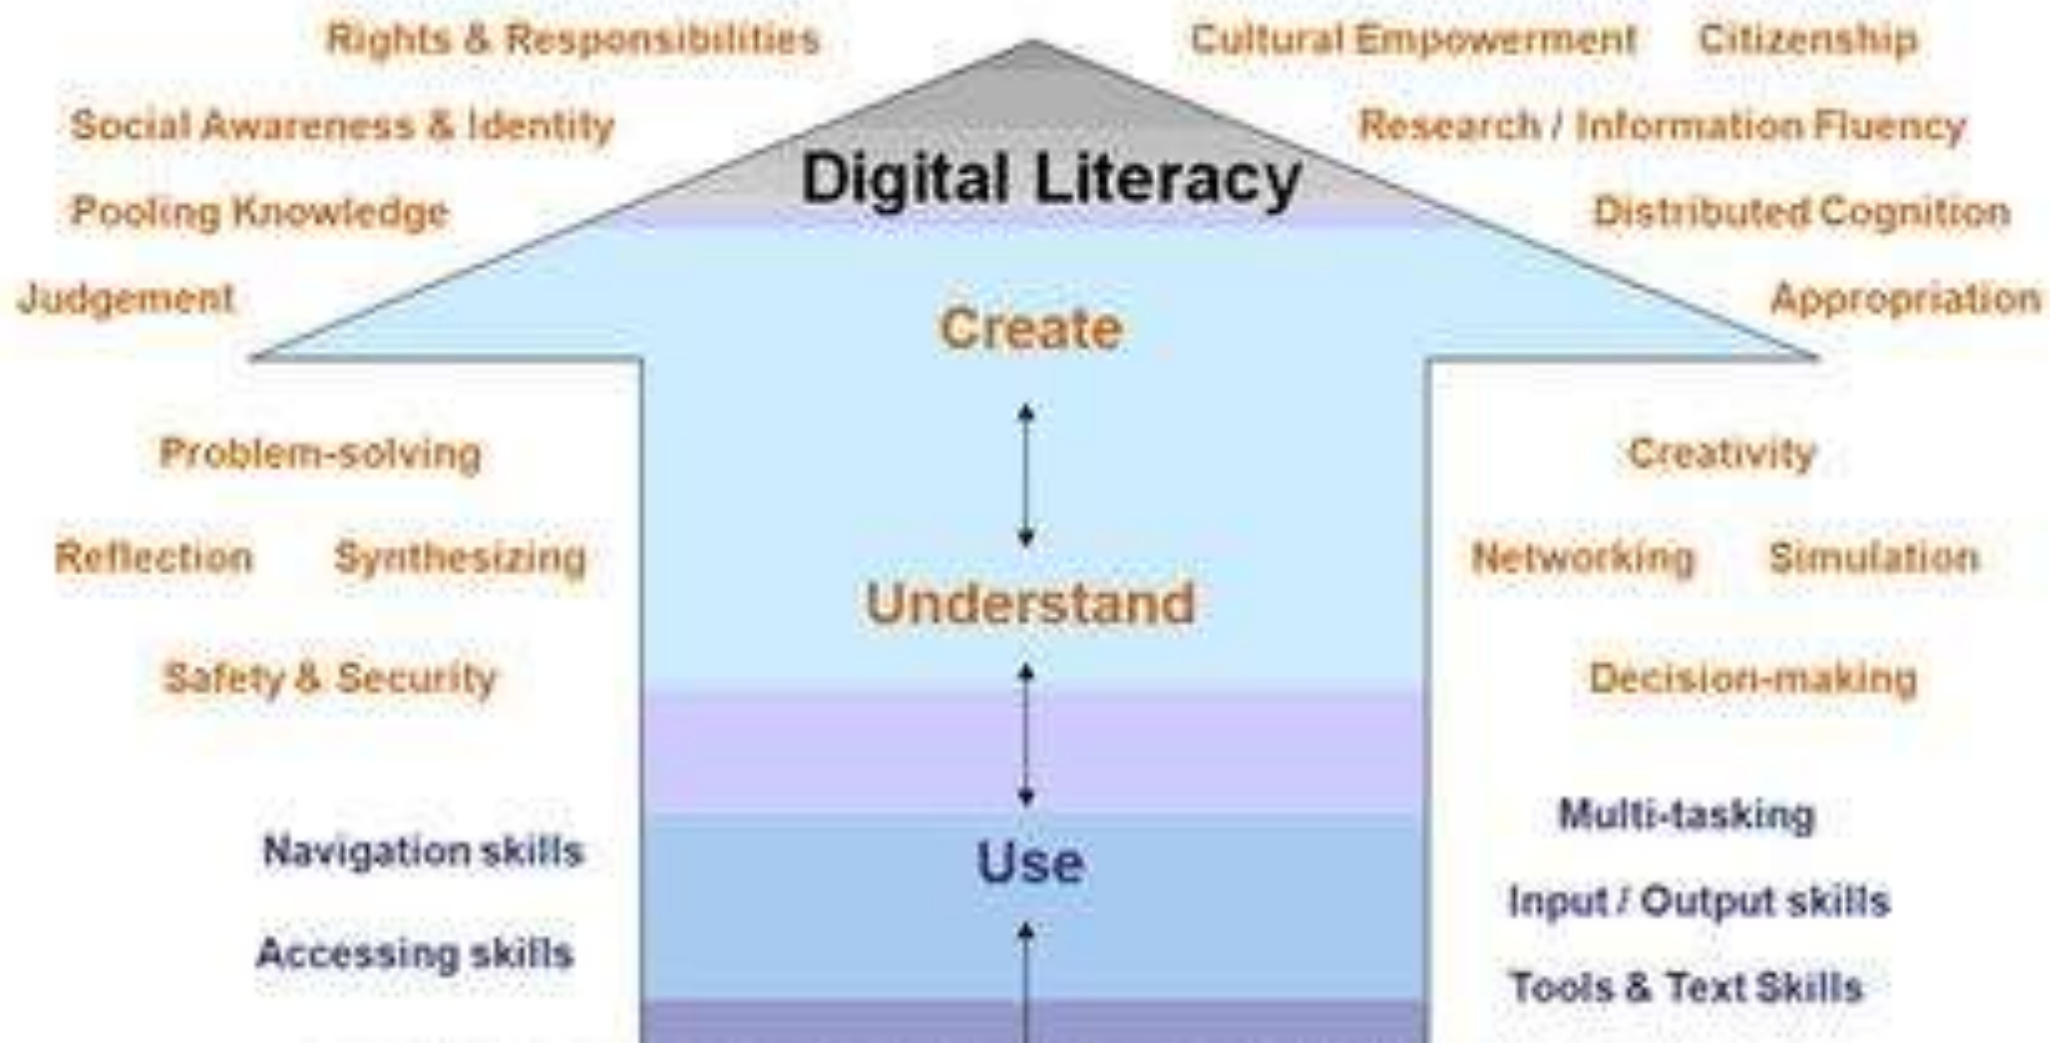 Rights & Responsibilities Cultural Empowerment Citizenship
Social Awareness & Identity Research / Information Fluency
Digital Literacy
Pooling Knowledge Distributed Cognition
Judgement Appropriation
Create
Problem-solving Creativity
Reflection Synthesizing Networking Simulation
Understand
Safety & Security Decision-making
Multi-tasking
Navigation skills Use
Input / Output skills
Accessing skills
Tools & Text Skills